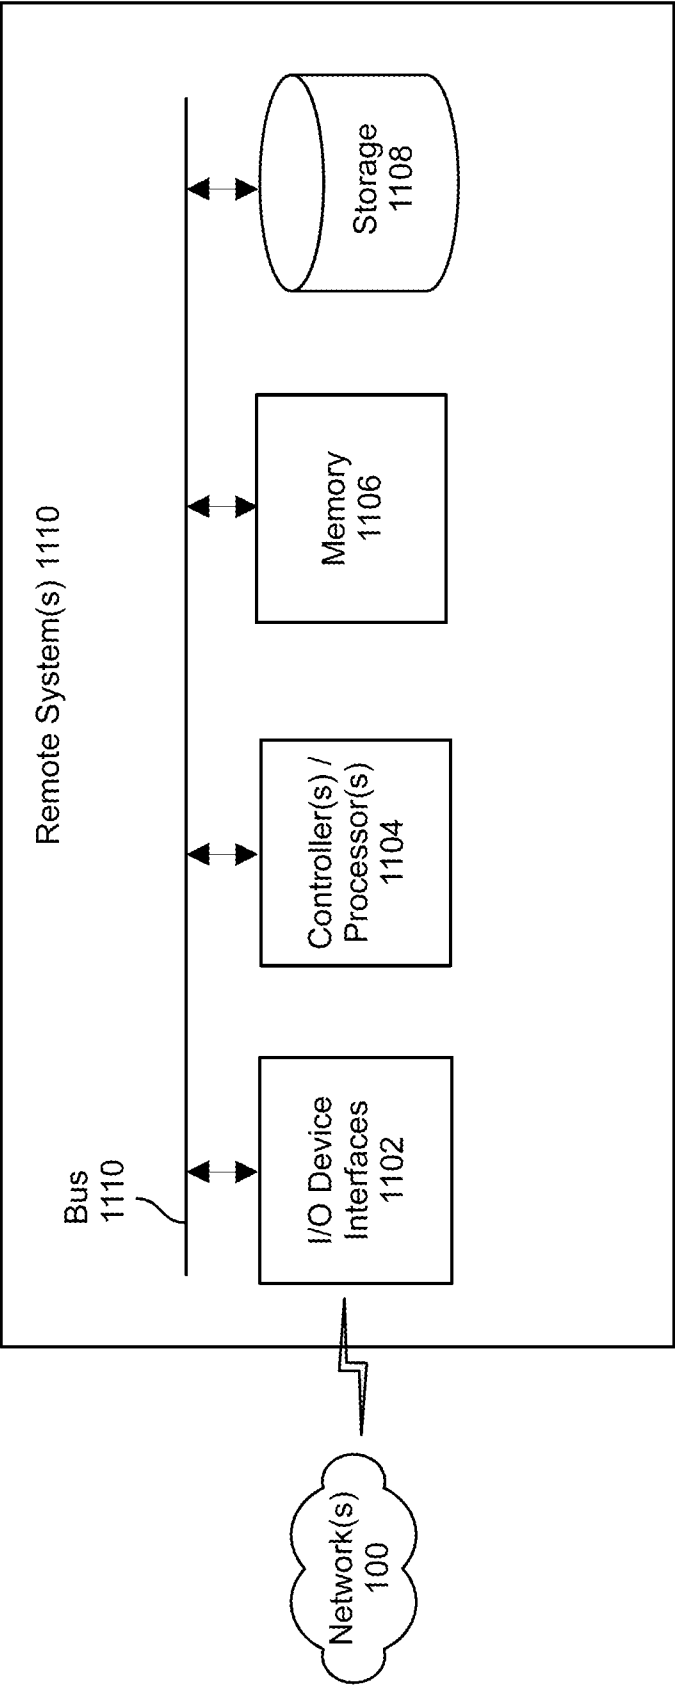 Remote System(s) 1110
Bus
1110
I/O Device
Interfaces
1102
Controller(s) /
Processor(s)
1104
Memory
1106
Storage
1108
Network(s)
100